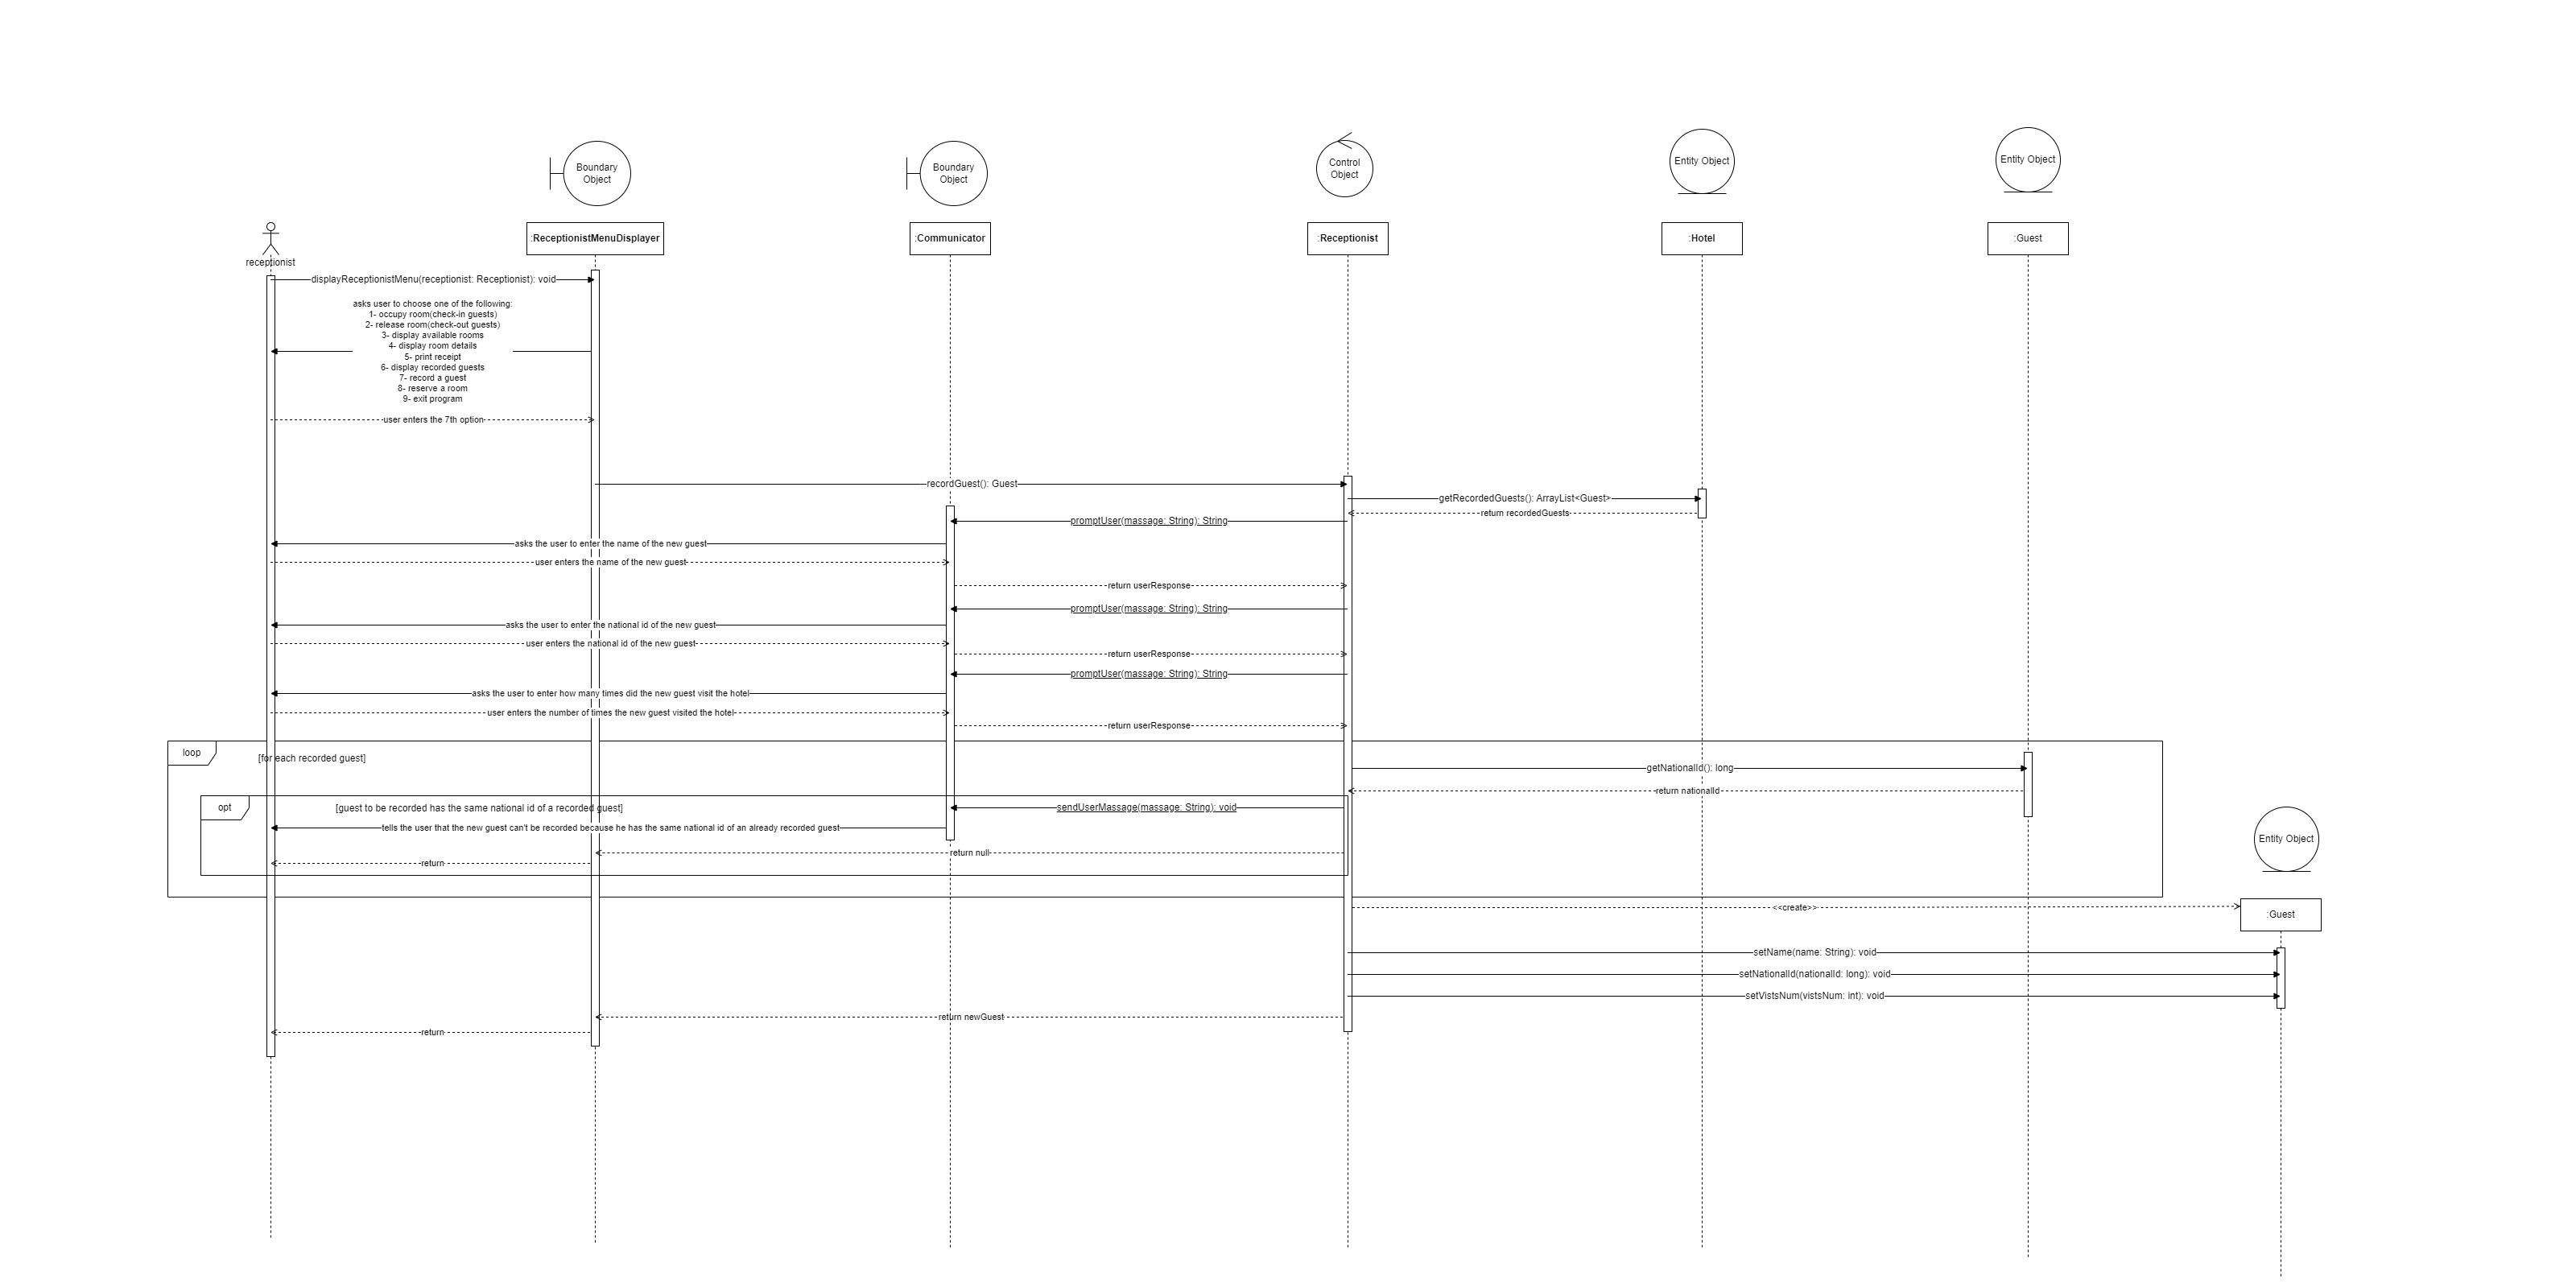 Boundary
Object
Boundary
Object
Control
Object
Entity Object
Entity Object
receptionist
:ReceptionistMenuDisplayer
:Communicator
:Receptionist
:Hotel
:Guest
displayReceptionistMenu(receptionist: Receptionist): void
asks user to choose one of the following:
1- occupy room(check-in guests)
2- release room(check-out guests)
3- display available rooms
4- display room details
5- print receipt
6- display recorded guests
7- record a guest
8- reserve a room
9- exit program
user enters the 7th option
recordGuest(): Guest
getRecordedGuests(): ArrayList<Guest>
return recordedGuests
promptUser(massage: String): String
asks the user to enter the name of the new guest
user enters the name of the new guest
return userResponse
promptUser(massage: String): String
asks the user to enter the national id of the new guest
user enters the national id of the new guest
return userResponse
promptUser(massage: String): String
asks the user to enter how many times did the new guest visit the hotel
user enters the number of times the new guest visited the hotel
return userResponse
loop
[for each recorded guest]
getNationalId(): long
return nationalId
opt
[guest to be recorded has the same national id of a recorded guest]
sendUserMassage(massage: String): void
tells the user that the new guest can't be recorded because he has the same national id of an already recorded guest
return null
return
Entity Object
<<create>>
:Guest
setName(name: String): void
setNationalId(nationalId: long): void
setVistsNum(vistsNum: int): void
return newGuest
return